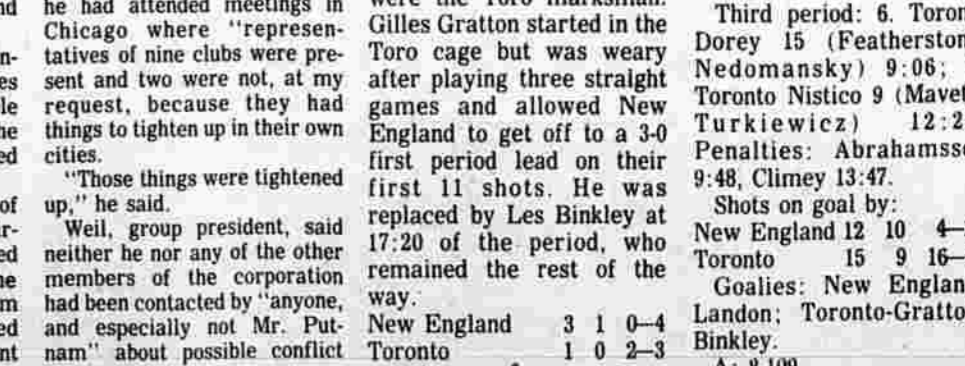 he had attended meetings in
Chicago where "represen-
tatives of nine clubs were pre-
sent and two were not, at my
request, because they had
things to tighten up in their own
cities.
"Those things were tightened
up," he said.
Weil, group president, said
neither he nor any of the other
members of the corporation
had been contacted by "anyone,
and especially not Mr. Put-
nam" about possible conflict
were the Toro marksman.
Gilles Gratton started in the
Toro cage but was weary
after playing three straight
games and allowed New
England to get off to a 3-0
first period lead on their
first 11 shots. He was
replaced by Les Binkley at
17:20 of the period, who
remained the rest of the
way.
New England 3 1 0—4
Toronto 1 0 2—3
Third period: 6. Toron
Dorey 15 (Featherston
Nedomansky) 9:06;
Toronto Nistico 9 (Mavet
Turkiewicz) 12:2
Penalties: Abrahamsso
9:48, Climey 13:47.
Shots on goal by:
New England 12 10 4—
Toronto 15 9 16—
Goalies: New Englan
Landon; Toronto-Gratto
Binkley.